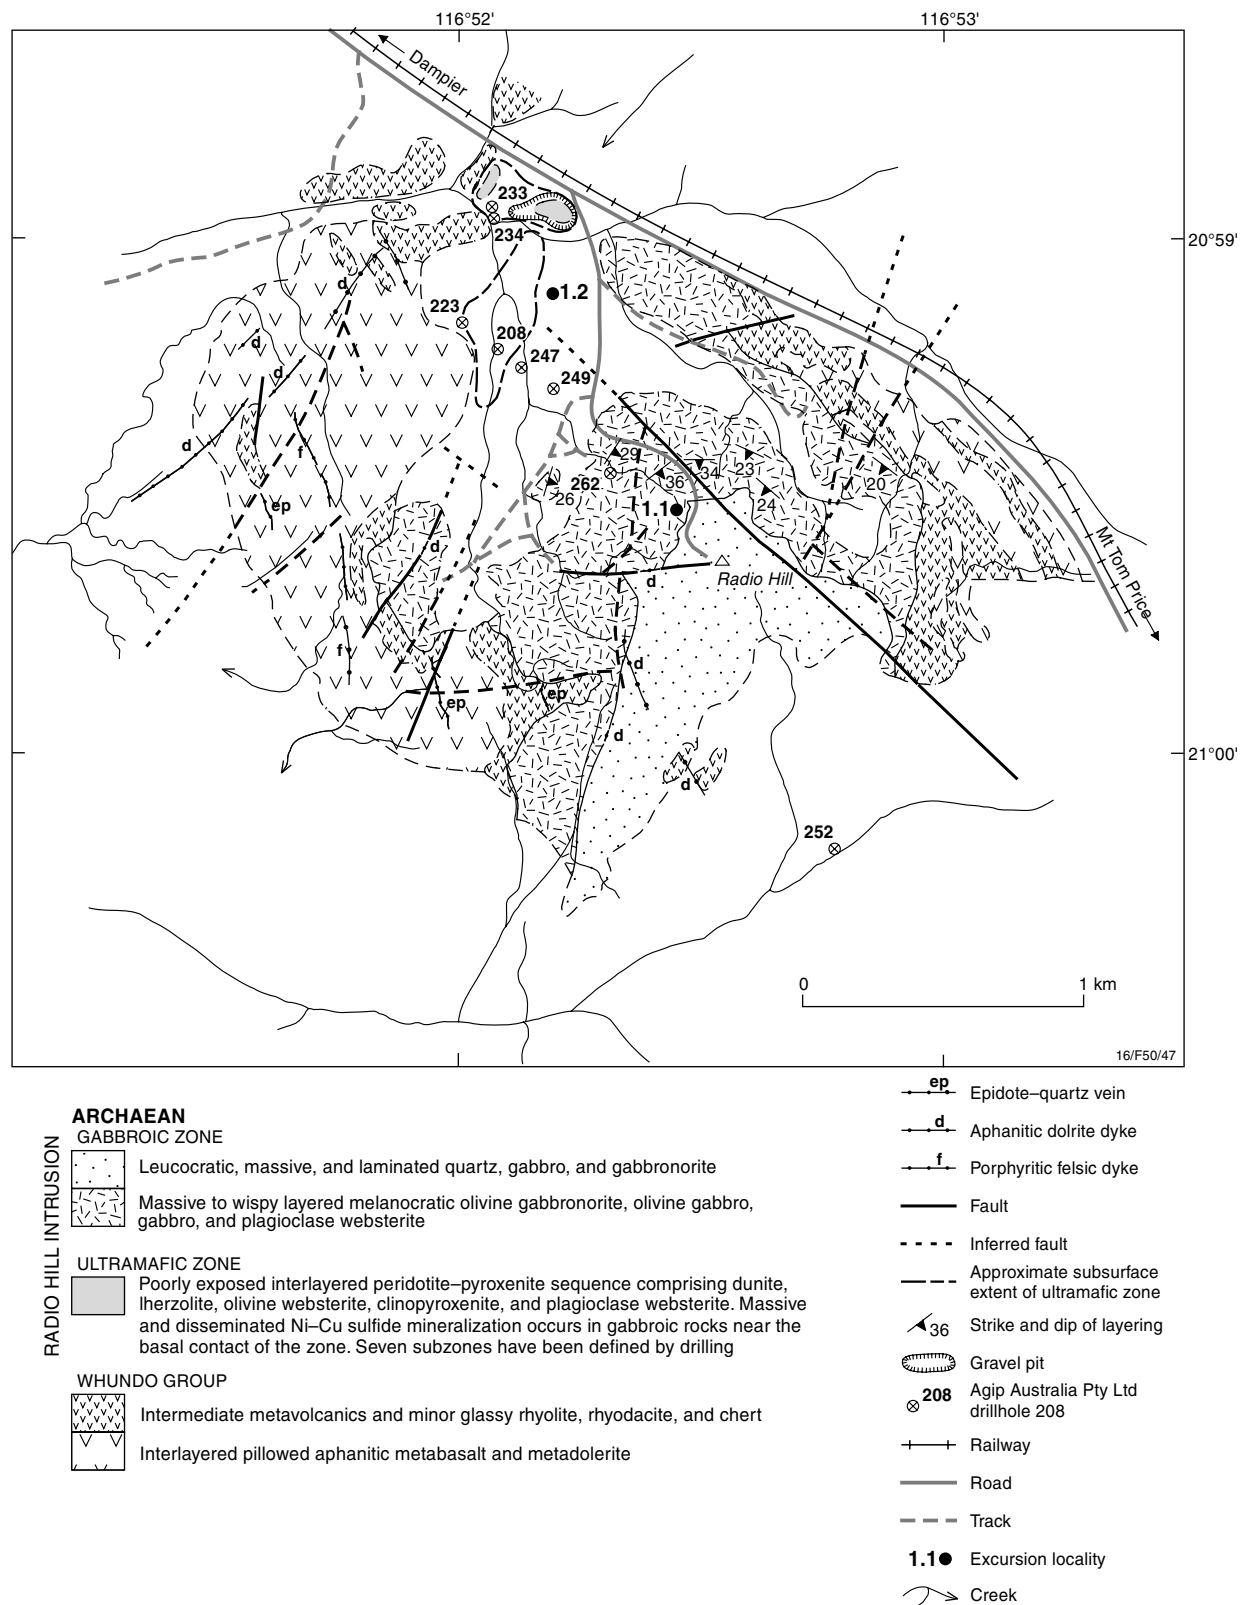 116°52'
116°53'
Dampier
233
234
20°59'
1.2
223
d
208
d
247
249
d
d
f
29
34
23
262
36
20
26
24
ep
1.1
d
Mt Tom Price
d
Radio Hill
f
d
ep
ep
d
21°00'
d
252
0
1 km
16/F50/47
ARCHAEAN
GABBROIC ZONE
Leucocratic, massive, and laminated quartz, gabbro, and gabbronorite
Massive to wispy layered melanocratic olivine gabbronorite, olivine gabbro,
gabbro, and plagioclase websterite
ULTRAMAFIC ZONE
Poorly exposed interlayered peridotite–pyroxenite sequence comprising dunite,
lherzolite, olivine websterite, clinopyroxenite, and plagioclase websterite. Massive
and disseminated Ni–Cu sulfide mineralization occurs in gabbroic rocks near the
basal contact of the zone. Seven subzones have been defined by drilling
RADIO HILL INTRUSION
WHUNDO GROUP
Intermediate metavolcanics and minor glassy rhyolite, rhyodacite, and chert
Interlayered pillowed aphanitic metabasalt and metadolerite
ep
Epidote–quartz vein
d
Aphanitic dolrite dyke
f
Porphyritic felsic dyke
Fault
Inferred fault
Approximate subsurface
extent of ultramafic zone
36
Strike and dip of layering
Gravel pit
208
Agip Australia Pty Ltd
drillhole 208
Railway
Road
Track
1.1
Excursion locality
Creek